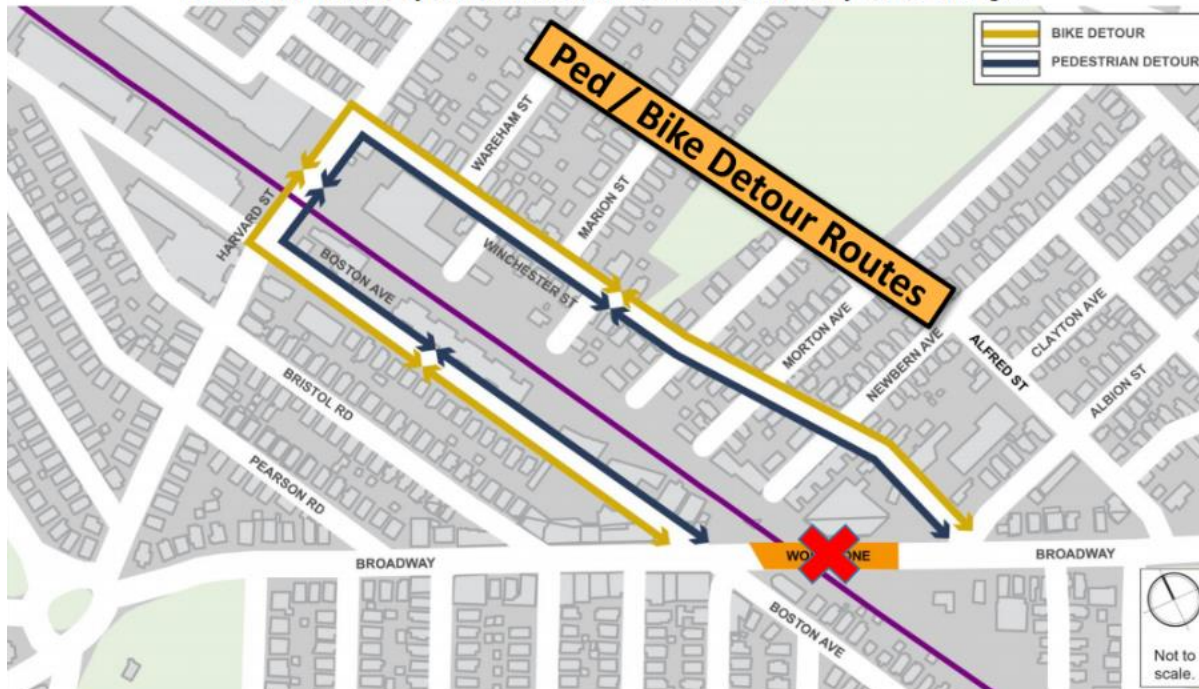 BIKE DETOUR
PEDESTRIAN DETOUR
Ped / Bike Detour Routes
WAREHAM ST
MARION ST
HARVARD ST
WINCHESTER ST
BOSTON AVE
MORTON AVE
NEWBERN AVE
ALFRED ST
CLAYTON AVE
ALBION ST
BRISTOL RD
PEARSON RD
BROADWAY
BROADWAY
BOSTON AVE
Not to
scale.